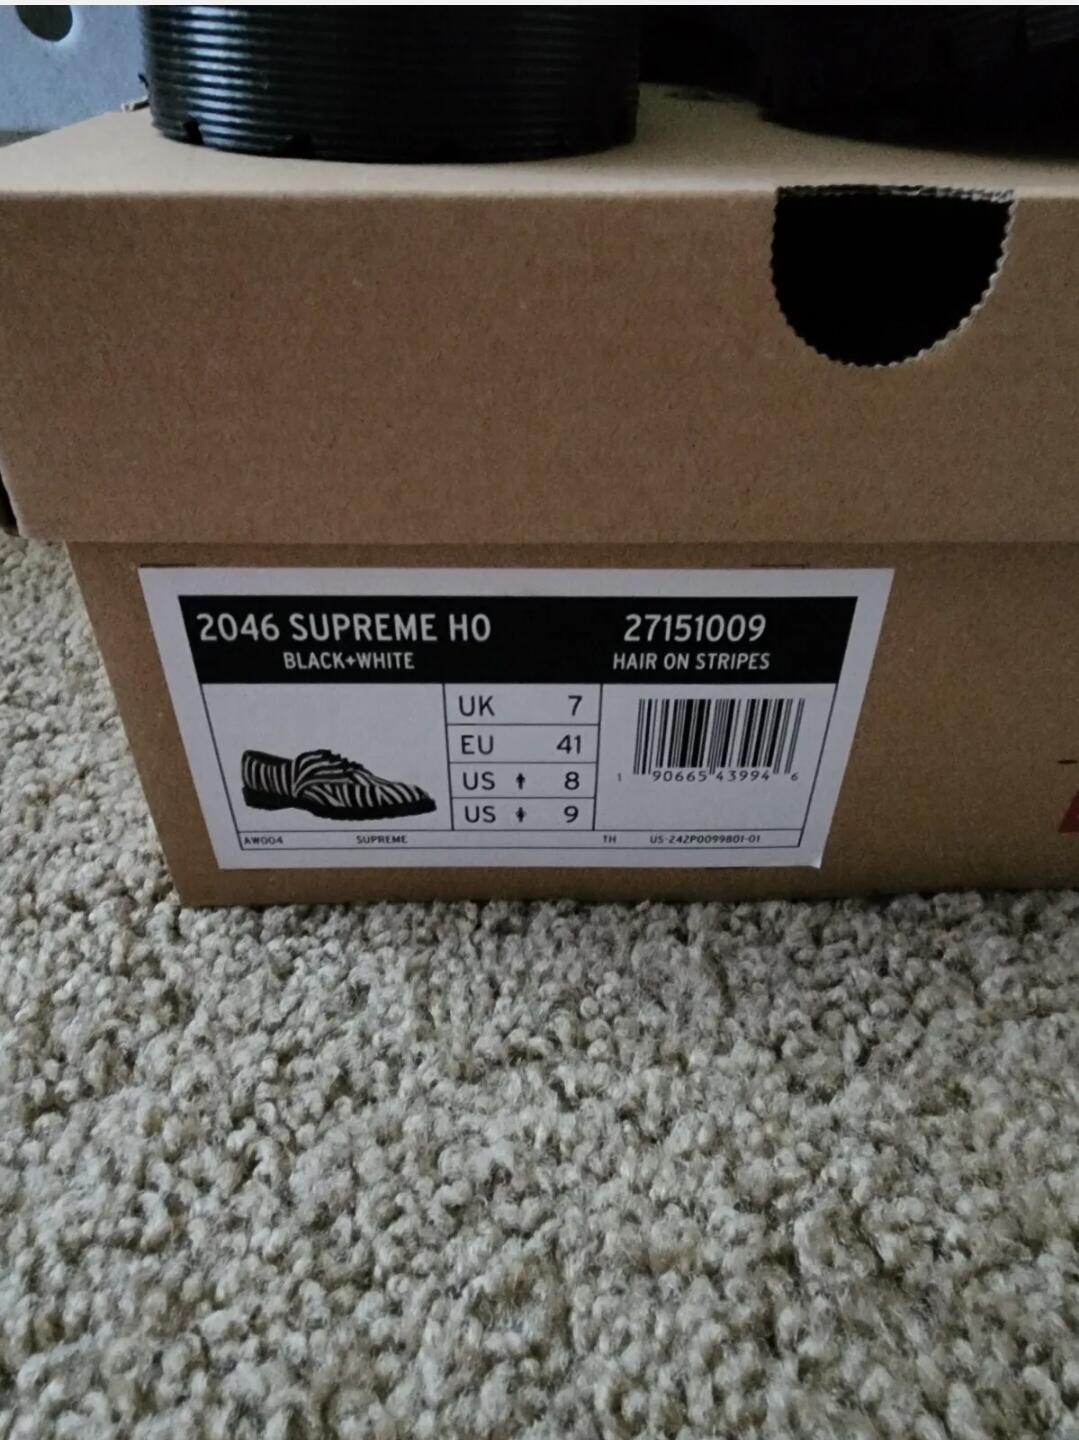 2046 SUPREME HO
BLACK+WHITE
27151009
HAIR ON STRIPES
UK 7
EU 41
US 8
US 9
1 90665 43994 6
AW004 SUPREME TH US-242P0099801-01